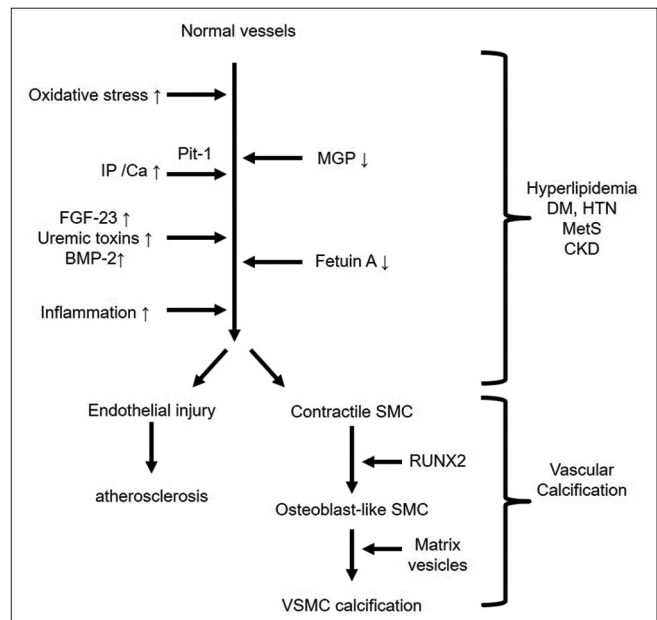 Normal vessels
Oxidative stress ↑
Pit-1
IP /Ca ↑
MGP ↓
FGF-23 ↑
Uremic toxins ↑
BMP-2↑
Fetuin A ↓
Inflammation ↑
Hyperlipidemia
DM, HTN
MetS
CKD
Endothelial injury
atherosclerosis
Contractile SMC
RUNX2
Osteoblast-like SMC
Matrix
vesicles
VSMC calcification
Vascular
Calcification